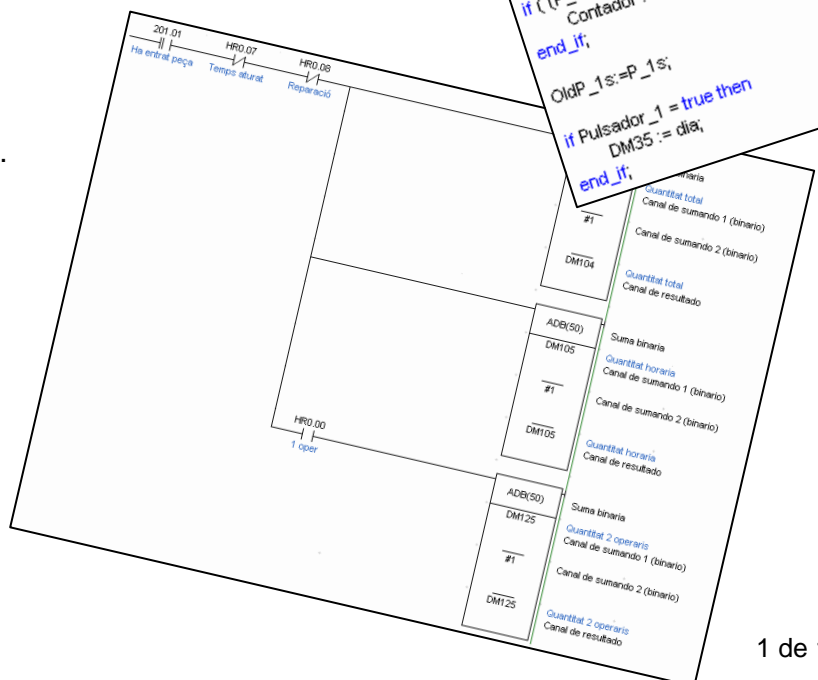 if ( (P_
Contador
end_if;
OldP_1s:=P_1s;
if Pulsador_1 = true then
DM35 := dia;
end_if;
.
201.01
Ha entrat peça
HR0.07
Temps aturat
HR0.08
Reparació
Quantitat total
Canal de sumando 1 (binario)
#1
Canal de sumando 2 (binario)
DM104
Quantitat total
Canal de resultado
ADB(50)
Suma binaria
DM105
Quantitat horaria
Canal de sumando 1 (binario)
#1
Canal de sumando 2 (binario)
DM105
Quantitat horaria
Canal de resultado
HR0.00
1 oper
ADB(50)
Suma binaria
DM125
Quantitat 2 operaris
Canal de sumando 1 (binario)
#1
Canal de sumando 2 (binario)
DM125
Quantitat 2 operaris
Canal de resultado
1 de